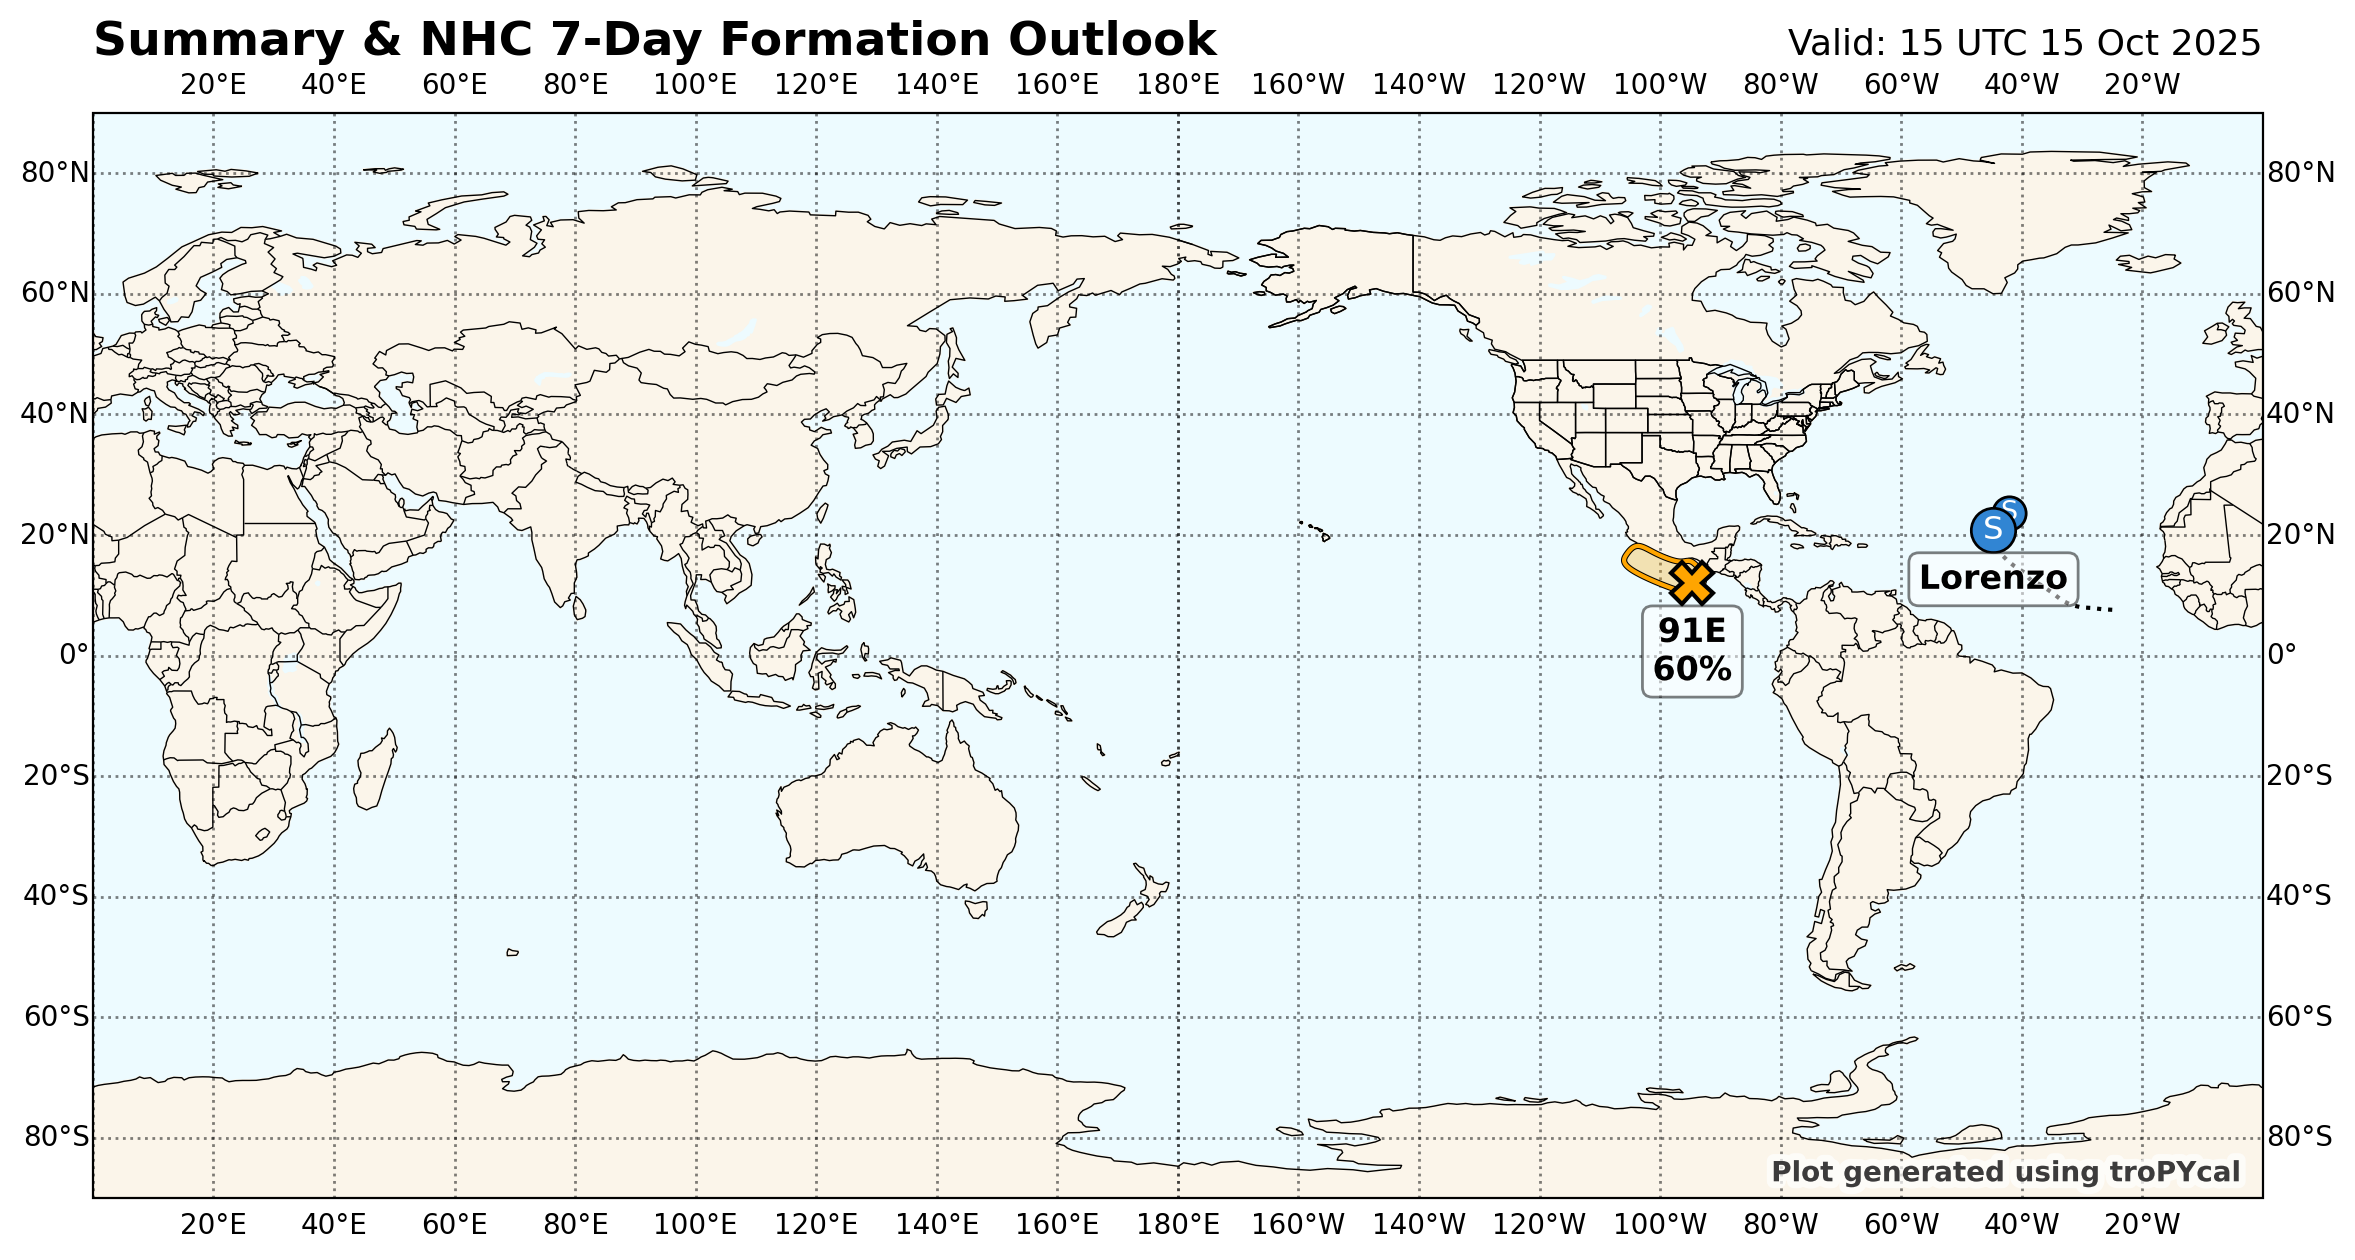 Summary & NHC 7-Day Formation Outlook
Valid: 15 UTC 15 Oct 2025
20°E 40°E 60°E 80°E 100°E 120°E 140°E 160°E 180°E 160°W 140°W 120°W 100°W 80°W 60°W 40°W 20°W
80°N 80°N
60°N 60°N
40°N 40°N
S
20°N S 20°N
Lorenzo
91E
0° 0°
60%
20°S 20°S
40°S 40°S
60°S 60°S
80°S 80°S
Plot generated using troPYcal
20°E 40°E 60°E 80°E 100°E 120°E 140°E 160°E 180°E 160°W 140°W 120°W 100°W 80°W 60°W 40°W 20°W